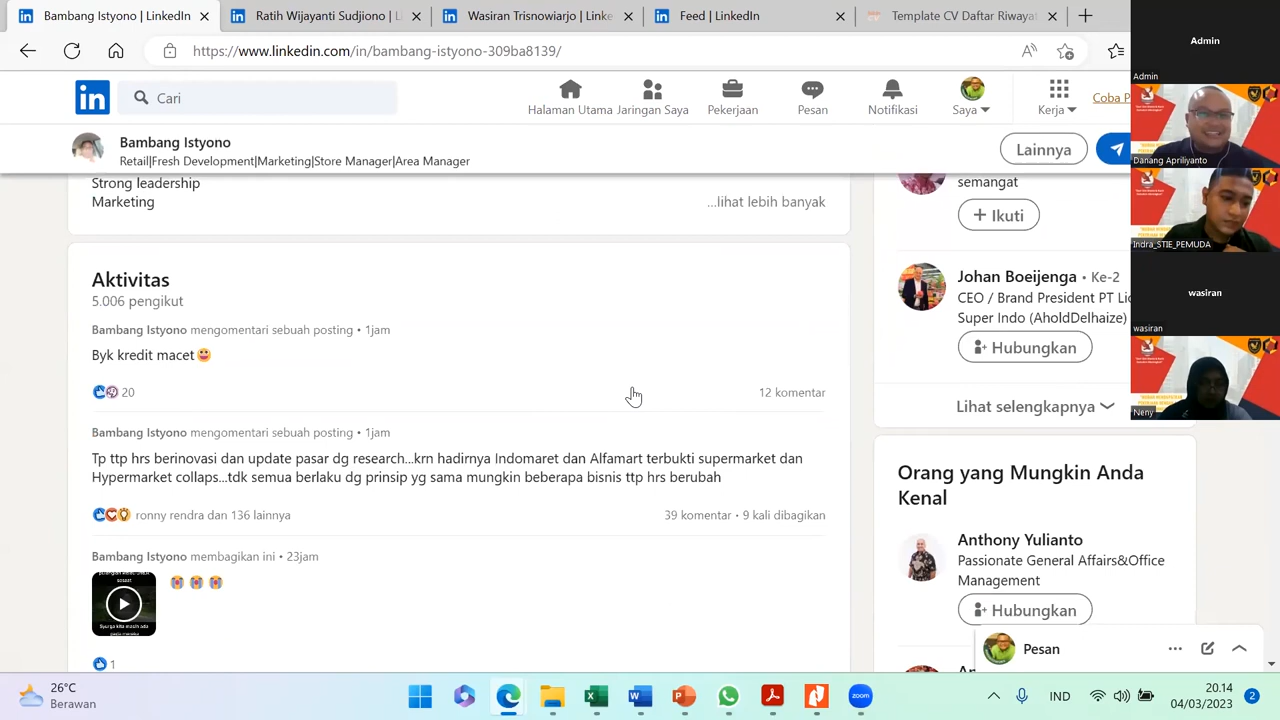 Bambang Istyono | LinkedIn
Ratih Wijayanti Sudjiono | L
Wasiran Trisnowiarjo | Linke
Feed | LinkedIn
Template CV Daftar Riwayat
https://www.linkedin.com/in/bambang-istyono-309ba8139/
Cari
Halaman Utama
Jaringan Saya
Pekerjaan
Pesan
Notifikasi
Saya
Kerja
Coba P
Bambang Istyono
Retail|Fresh Development|Marketing|Store Manager|Area Manager
Lainnya
Strong leadership
Marketing
...lihat lebih banyak
Aktivitas
5.006 pengikut
Bambang Istyono mengomentari sebuah posting • 1jam
Byk kredit macet
20
12 komentar
Bambang Istyono mengomentari sebuah posting • 1jam
Tp ttp hrs berinovasi dan update pasar dg research...krn hadirnya Indomaret dan Alfamart terbukti supermarket dan
Hypermarket collaps...tdk semua berlaku dg prinsip yg sama mungkin beberapa bisnis ttp hrs berubah
ronny rendra dan 136 lainnya
39 komentar • 9 kali dibagikan
Bambang Istyono membagikan ini • 23jam
1
semangat
Ikuti
Johan Boeijenga • Ke-2
CEO / Brand President PT Lio
Super Indo (AholdDelhaize)
Hubungkan
Lihat selengkapnya
Orang yang Mungkin Anda
Kenal
Anthony Yulianto
Passionate General Affairs&Office
Management
Hubungkan
Pesan
Admin
Admin
Danang Apriliyanto
Indra_STIE_PEMUDA
wasiran
wasiran
Neny
26°C
Berawan
zoom
IND
20.14
04/03/2023
2